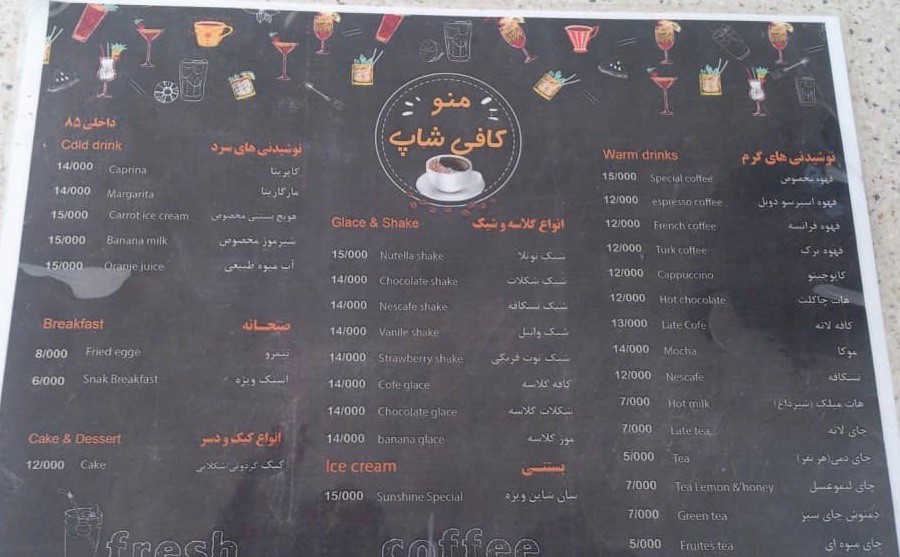 منو
کافی شاپ
داخلی ۸۵
Cold drink نوشیدنی های سرد
14/000 Caprina کاپرینا
14/000 Margarita مارگاریتا
15/000 Carrot ice cream هویج بستنی مخصوص
15/000 Banana milk شیرموز مخصوص
15/000 Oranje juice آب میوه طبیعی
Breakfast صبحانه
8/000 Fried egge نیمرو
6/000 Snak Breakfast اسنک ویژه
Cake & Dessert انواع کیک و دسر
12/000 Cake کیک گردویی شکلاتی
Glace & Shake انواع گلاسه و شیک
15/000 Nutella shake شیک نوتلا
14/000 Chocolate shake شیک شکلات
14/000 Nescafe shake شیک نسکافه
14/000 Vanile shake شیک وانیل
14/000 Strawberry shake شیک توت فرنگی
14/000 Cofe glace کافه گلاسه
14/000 Chocolate glace شکلات گلاسه
14/000 banana glace موز گلاسه
Ice cream بستنی
15/000 Sunshine Special سان شاین ویژه
Warm drinks نوشیدنی های گرم
15/000 Special coffee قهوه مخصوص
12/000 espresso coffee قهوه اسپرسو دوبل
12/000 French coffee قهوه فرانسه
12/000 Turk coffee قهوه ترک
12/000 Cappuccino کاپوچینو
12/000 Hot chocolate هات چاکلت
13/000 Late Cofe کافه لاته
14/000 Mocha موکا
12/000 Nescafe نسکافه
7/000 Hot milk هات میلک (شیرداغ)
7/000 Late tea چای لاته
5/000 Tea چای دمی(هر نفر)
7/000 Tea Lemon & honey چای لیموعسل
7/000 Green tea دمنوش چای سبز
5/000 Fruites tea چای میوه ای
fresh coffee